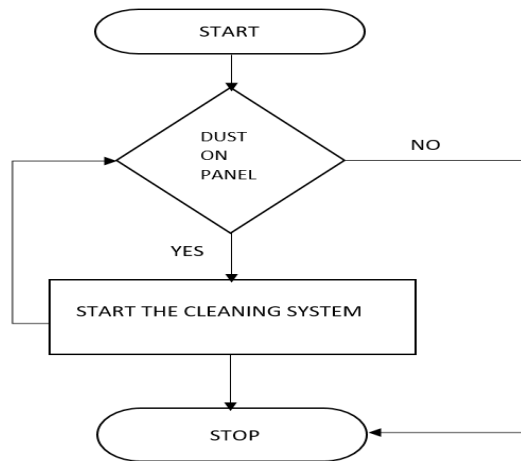 START
DUST
ON
PANEL
NO
YES
START THE CLEANING SYSTEM
STOP